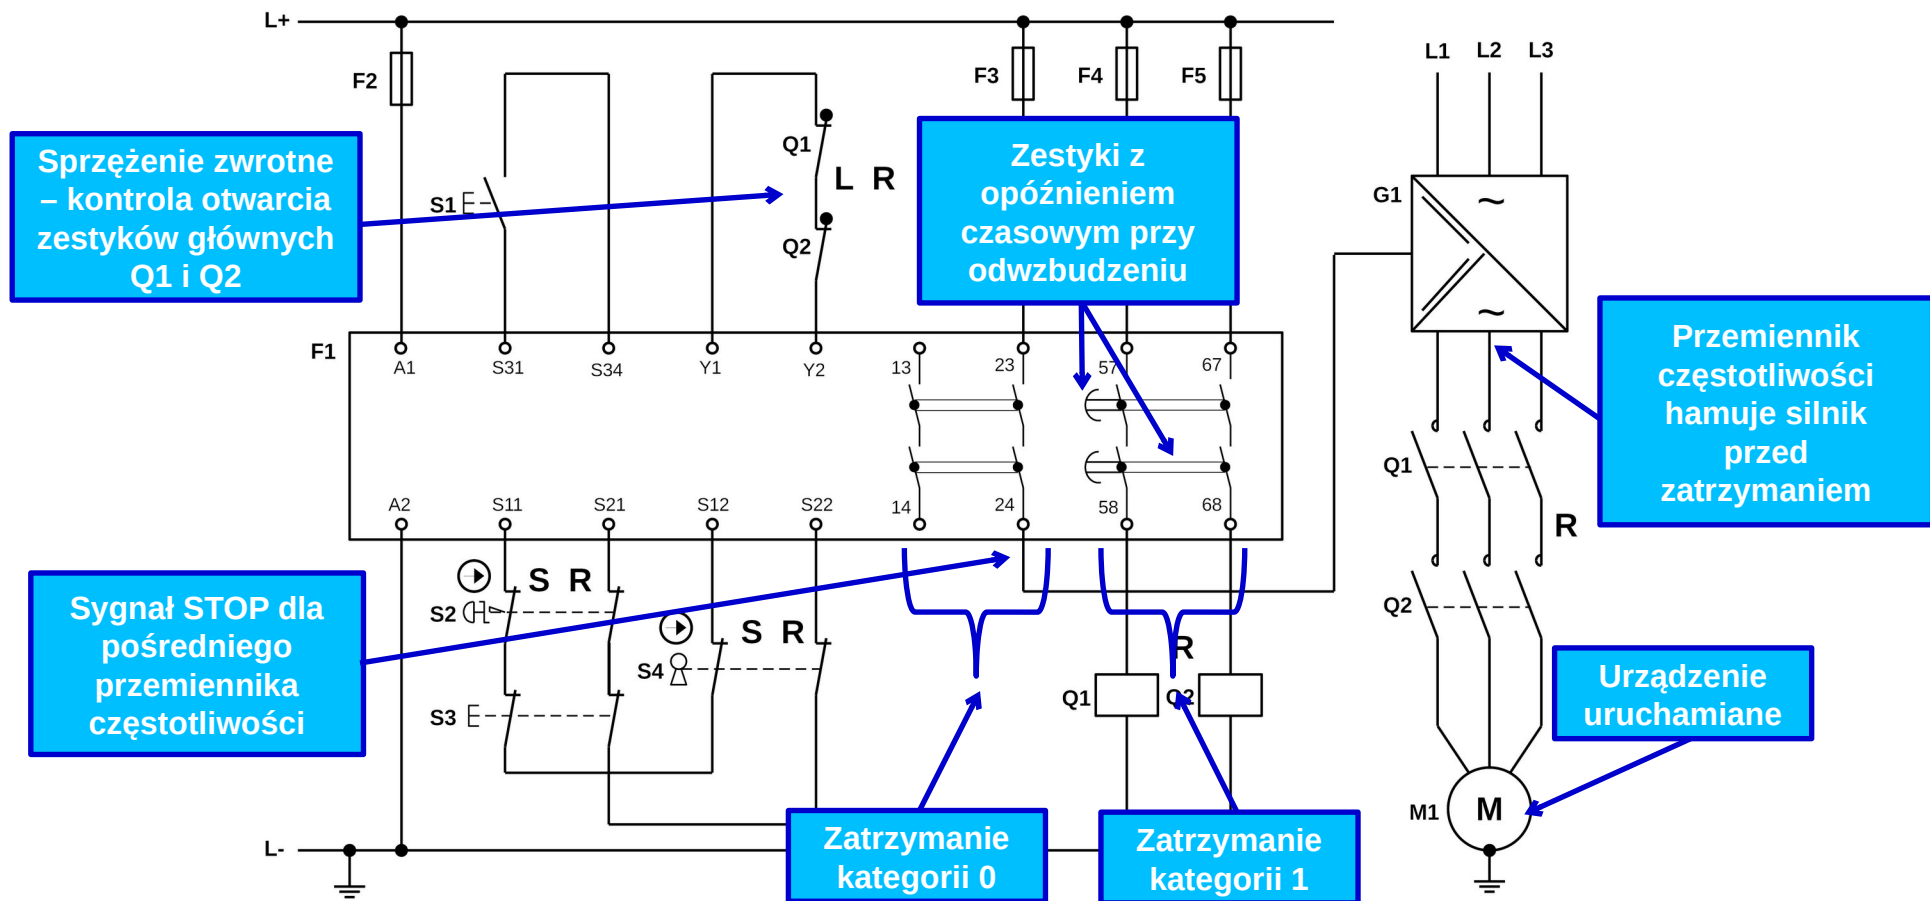 L+
F2
F3
F4
F5
L1
L2
L3
Sprzężenie zwrotne
– kontrola otwarcia
zestyków głównych
Q1 i Q2
S1
Q1
L R
Q2
Zestyki z
opóźnieniem
czasowym przy
odwzbudzeniu
G1
~
~
F1
A1
S31
S34
Y1
Y2
13
23
57
67
Przemiennik
częstotliwości
hamuje silnik
przed
zatrzymaniem
A2
S11
S21
S12
S22
14
24
58
68
Q1
R
Q2
Sygnał STOP dla
pośredniego
przemiennika
częstotliwości
S2
S R
S4
S R
S3
R
Q1
Q2
Urządzenie
uruchamiane
M1
M
L-
Zatrzymanie
kategorii 0
Zatrzymanie
kategorii 1